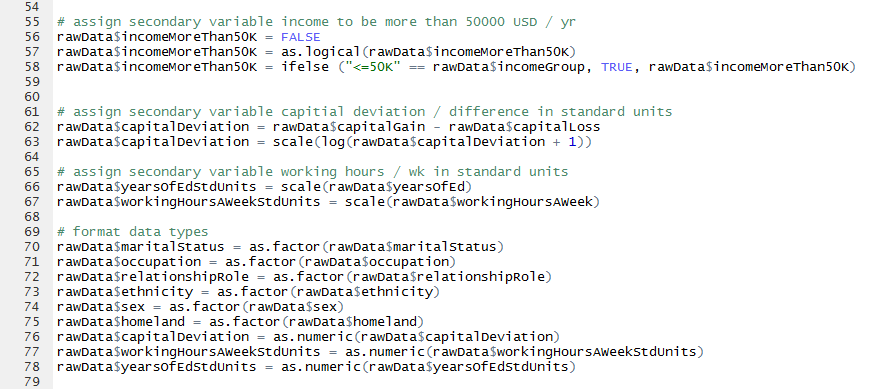 54
55 # assign secondary variable income to be more than 50000 USD / yr
56 rawData$incomeMoreThan50K = FALSE
57 rawData$incomeMoreThan50K = as.logical(rawData$incomeMoreThan50K)
58 rawData$incomeMoreThan50K = ifelse ("<=50K" == rawData$incomeGroup, TRUE, rawData$incomeMoreThan50K)
59
60
61 # assign secondary variable capitial deviation / difference in standard units
62 rawData$capitalDeviation = rawData$capitalGain - rawData$capitalLoss
63 rawData$capitalDeviation = scale(log(rawData$capitalDeviation + 1))
64
65 # assign secondary variable working hours / wk in standard units
66 rawData$yearsOfEdStdUnits = scale(rawData$yearsOfEd)
67 rawData$workingHoursAWeekStdUnits = scale(rawData$workingHoursAWeek)
68
69 # format data types
70 rawData$maritalStatus = as.factor(rawData$maritalStatus)
71 rawData$occupation = as.factor(rawData$occupation)
72 rawData$relationshipRole = as.factor(rawData$relationshipRole)
73 rawData$ethnicity = as.factor(rawData$ethnicity)
74 rawData$sex = as.factor(rawData$sex)
75 rawData$homeland = as.factor(rawData$homeland)
76 rawData$capitalDeviation = as.numeric(rawData$capitalDeviation)
77 rawData$workingHoursAWeekStdUnits = as.numeric(rawData$workingHoursAWeekStdUnits)
78 rawData$yearsOfEdStdUnits = as.numeric(rawData$yearsOfEdStdUnits)
79